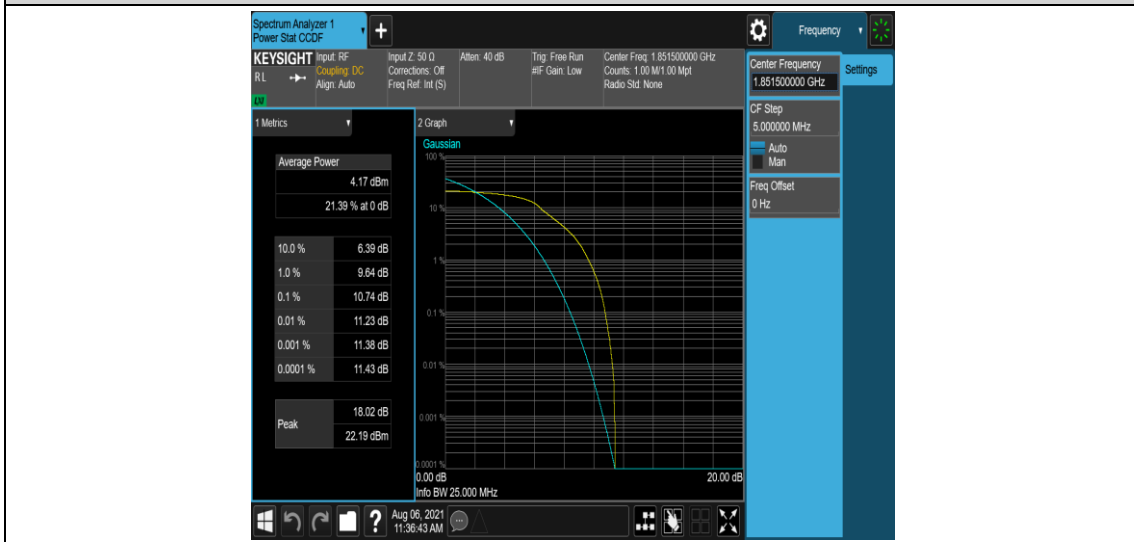 Spectrum Analyzer 1
Power Stat CCDF
+
Frequency
KEYSIGHT
RL
Input: RF
Coupling: DC
Align: Auto
Input Z: 50 Ω
Corrections: Off
Freq Ref: Int (S)
Atten: 40 dB
Trig: Free Run
#IF Gain: Low
Center Freq: 1.851500000 GHz
Counts: 1.00 M/1.00 Mpt
Radio Std: None
Center Frequency
1.851500000 GHz
Settings
CF Step
5.000000 MHz
Auto
Man
Freq Offset
0 Hz
1 Metrics
Average Power
4.17 dBm
21.39 % at 0 dB
10.0 % 6.39 dB
1.0 % 9.64 dB
0.1 % 10.74 dB
0.01 % 11.23 dB
0.001 % 11.38 dB
0.0001 % 11.43 dB
Peak
18.02 dB
22.19 dBm
2 Graph
Gaussian
100 %
10 %
1 %
0.1 %
0.01 %
0.001 %
0.0001 %
0.00 dB 20.00 dB
Info BW 25.000 MHz
?
Aug 06, 2021
11:36:43 AM